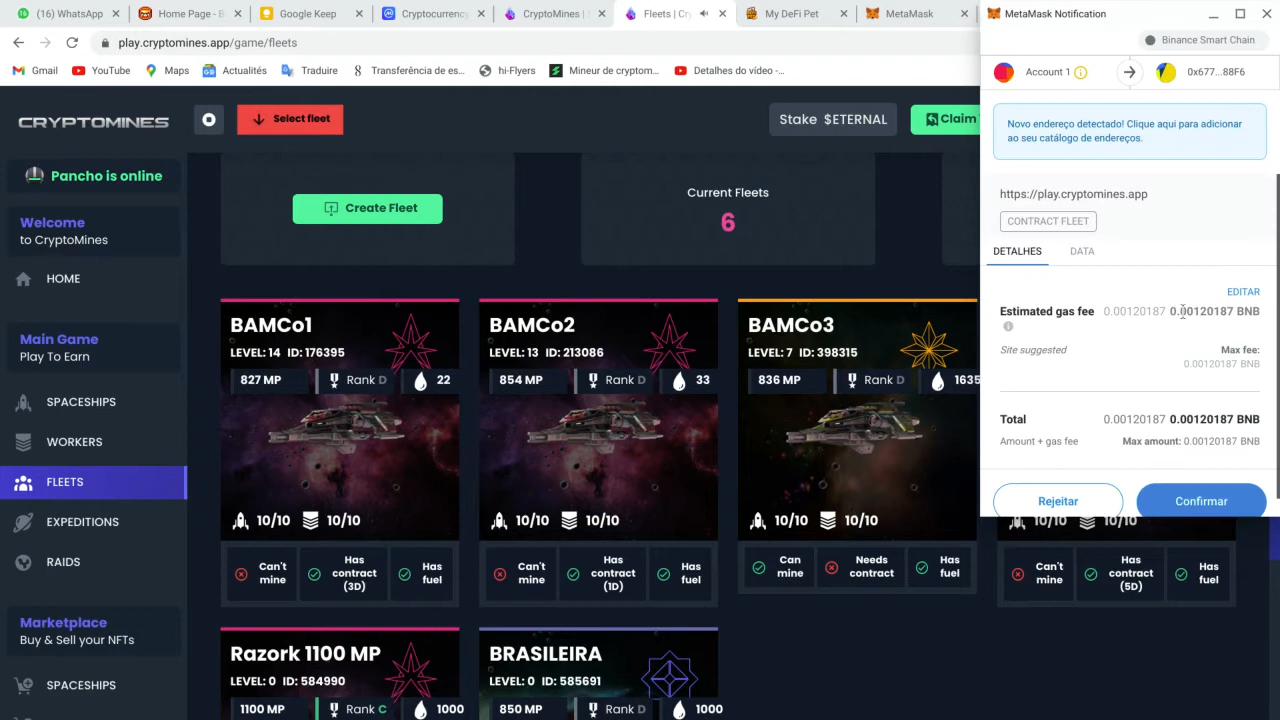 (15) WhatsApp
Home Page - B
Google Keep
Cryptocurrency
CryptoMines |
Fleets | Cry
My DeFi Pet
MetaMask
play.cryptomines.app/game/fleets
Gmail
YouTube
Maps
Actualités
Traduire
Transferência de es...
hi-Flyers
Mineur de cryptom...
Detalhes do vídeo -...
CRYPTOMINES
Select fleet
Stake $ETERNAL
Claim
Pancho is online
Welcome
to CryptoMines
HOME
Main Game
Play To Earn
SPACESHIPS
WORKERS
FLEETS
EXPEDITIONS
RAIDS
Marketplace
Buy & Sell your NFTs
SPACESHIPS
Create Fleet
Current Fleets
6
BAMCo1
LEVEL: 14 ID: 176395
827 MP
Rank D
22
10/10
10/10
Can't mine
Has contract (3D)
Has fuel
BAMCo2
LEVEL: 13 ID: 213086
854 MP
Rank D
33
10/10
10/10
Can't mine
Has contract (1D)
Has fuel
BAMCo3
LEVEL: 7 ID: 398315
836 MP
Rank D
1635
10/10
10/10
Can mine
Needs contract
Has fuel
10/10
10/10
Can't mine
Has contract (5D)
Has fuel
Razork 1100 MP
LEVEL: 0 ID: 584990
1100 MP
Rank C
1000
BRASILEIRA
LEVEL: 0 ID: 585691
850 MP
Rank D
1000
MetaMask Notification
Binance Smart Chain
Account 1
0x677...88F6
Novo endereço detectado! Clique aqui para adicionar
ao seu catálogo de endereços.
https://play.cryptomines.app
CONTRACT FLEET
DETALHES
DATA
EDITAR
Estimated gas fee
0.00120187 0.00120187 BNB
Site suggested
Max fee:
0.00120187 BNB
Total
0.00120187 0.00120187 BNB
Amount + gas fee
Max amount: 0.00120187 BNB
Rejeitar
Confirmar